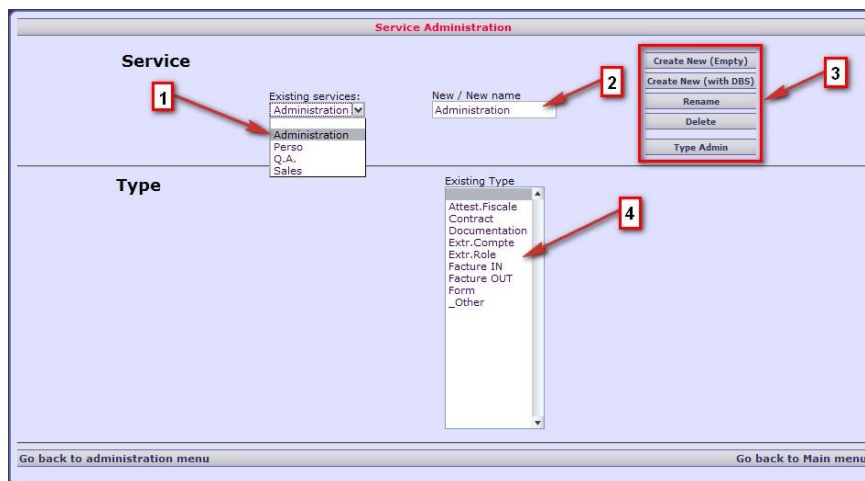 Service Administration
Service
Create New (Empty)
Create New (with DBS)
Rename
Delete
Type Admin
3
1
Existing services:
Administration
Administration
Perso
Q.A.
Sales
New / New name
Administration
2
Type
Existing Type
Attest.Fiscale
Contract
Documentation
Extr.Compte
Extr.Role
Facture IN
Facture OUT
Form
_Other
4
Go back to administration menu
Go back to Main menu